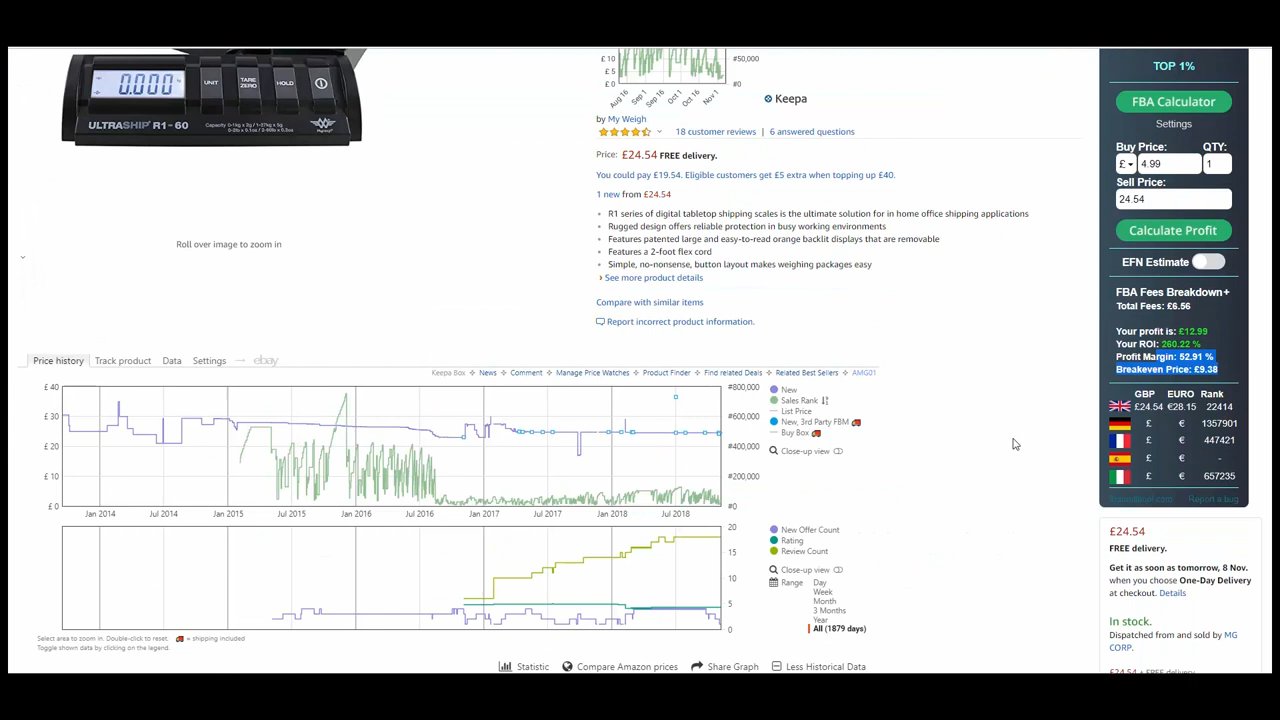 0.000
UNIT
TARE ZERO
HOLD
ULTRASHIP R1-60
£ 10
£ 5
£ 0
#50,000
#0
Aug 16
Sep 1
Sep 16
Oct 1
Oct 16
Nov 1
Keepa
by My Weigh
18 customer reviews | 6 answered questions
Price: £24.54 FREE delivery.
You could pay £19.54. Eligible customers get £5 extra when topping up £40.
1 new from £24.54
R1 series of digital tabletop shipping scales is the ultimate solution for in home office shipping applications
Rugged design offers reliable protection in busy working environments
Features patented large and easy-to-read orange backlit displays that are removable
Features a 2-foot flex cord
Simple, no-nonsense, button layout makes weighing packages easy
› See more product details
Compare with similar items
Report incorrect product information.
Roll over image to zoom in
Price history Track product Data Settings → ebay
Keepa Box News Comment Manage Price Watches Product Finder Find related Deals Related Best Sellers AMG01
£ 40
£ 30
£ 20
£ 10
£ 0
#800,000
#600,000
#400,000
#200,000
#0
Jan 2014 Jul 2014 Jan 2015 Jul 2015 Jan 2016 Jul 2016 Jan 2017 Jul 2017 Jan 2018 Jul 2018
New
Sales Rank
List Price
New, 3rd Party FBM
Buy Box
Close-up view
20
15
10
5
0
New Offer Count
Rating
Review Count
Close-up view
Range
Day
Week
Month
3 Months
Year
All (1879 days)
Select area to zoom in. Double-click to reset. = shipping included
Toggle shown data by clicking on the legend.
Statistic Compare Amazon prices Share Graph Less Historical Data
TOP 1%
FBA Calculator
Settings
Buy Price: QTY:
£ 4.99 1
Sell Price:
24.54
Calculate Profit
EFN Estimate
FBA Fees Breakdown+
Total Fees: £6.56
Your profit is: £12.99
Your ROI: 260.22 %
Profit Margin: 52.91 %
Breakeven Price: £9.38
GBP EURO Rank
£24.54 €28.15 22414
£ € 1357901
£ € 447421
£ € -
£ € 657235
Report a bug
£24.54
FREE delivery.
Get it as soon as tomorrow, 8 Nov.
when you choose One-Day Delivery
at checkout. Details
In stock.
Dispatched from and sold by MG
CORP.